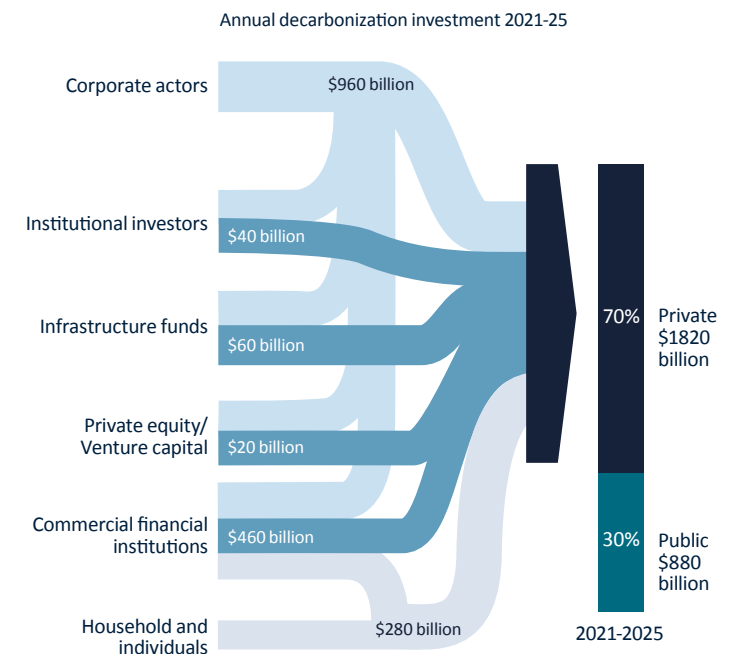 Annual decarbonization investment 2021-25
Corporate actors
$960 billion
Institutional investors
$40 billion
Infrastructure funds
$60 billion
Private equity/
Venture capital
$20 billion
Commercial financial
institutions
$460 billion
Household and
individuals
$280 billion
70%
Private
$1820
billion
30%
Public
$880
billion
2021-2025